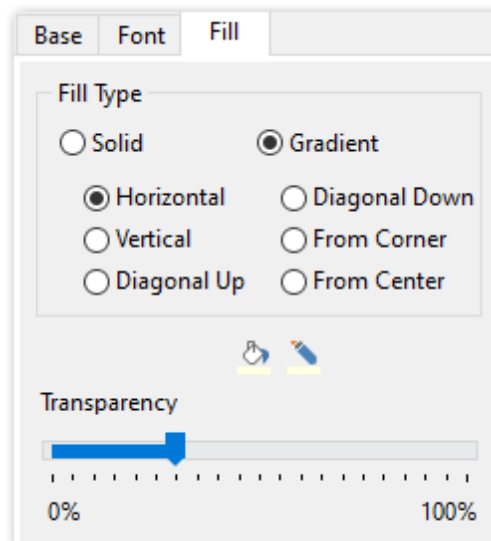 Base Font Fill
Fill Type
Solid Gradient
Horizontal Diagonal Down
Vertical From Corner
Diagonal Up From Center
Transparency
0% 100%